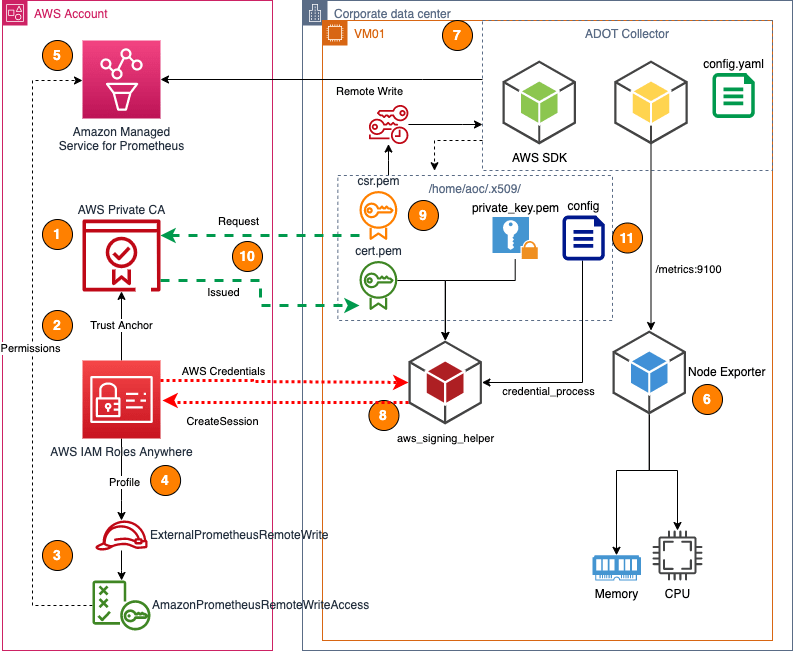 AWS Account
Corporate data center
7
VM01
ADOT Collector
5
config.yaml
Remote Write
Amazon Managed
Service for Prometheus
AWS SDK
csr.pem
/home/aoc/.x509/
AWS Private CA
private_key.pem
config
9
Request
1
11
cert.pem
10
/metrics:9100
Issued
2
Trust Anchor
Permissions
AWS Credentials
Node Exporter
credential_process
6
8
CreateSession
aws_signing_helper
AWS IAM Roles Anywhere
Profile
4
ExternalPrometheusRemoteWrite
3
Memory
CPU
AmazonPrometheusRemoteWriteAccess